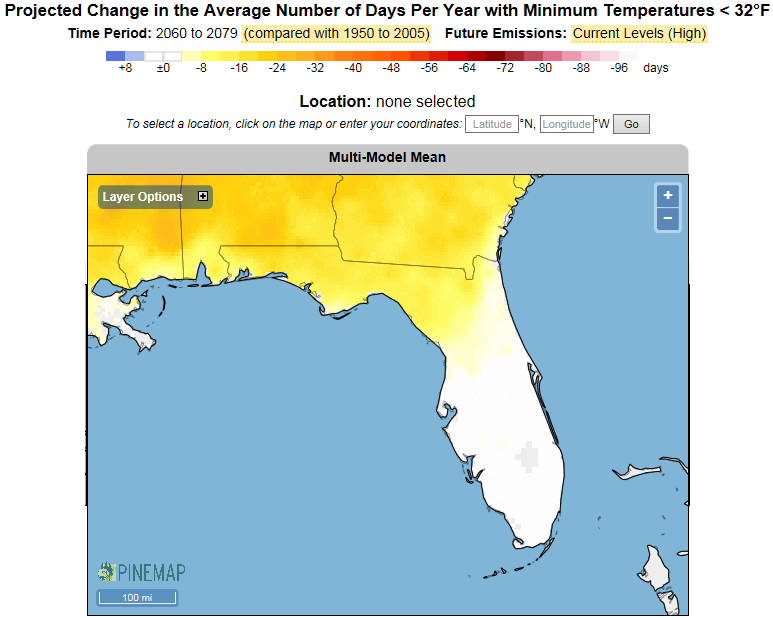 Projected Change in the Average Number of Days Per Year with Minimum Temperatures < 32°F
Time Period: 2060 to 2079 (compared with 1950 to 2005) Future Emissions: Current Levels (High)
+8 ±0 -8 -16 -24 -32 -40 -48 -56 -64 -72 -80 -88 -96 days
Location: none selected
To select a location, click on the map or enter your coordinates: Latitude °N, Longitude °W Go
Multi-Model Mean
Layer Options +
+
−
PINEMAP
100 mi